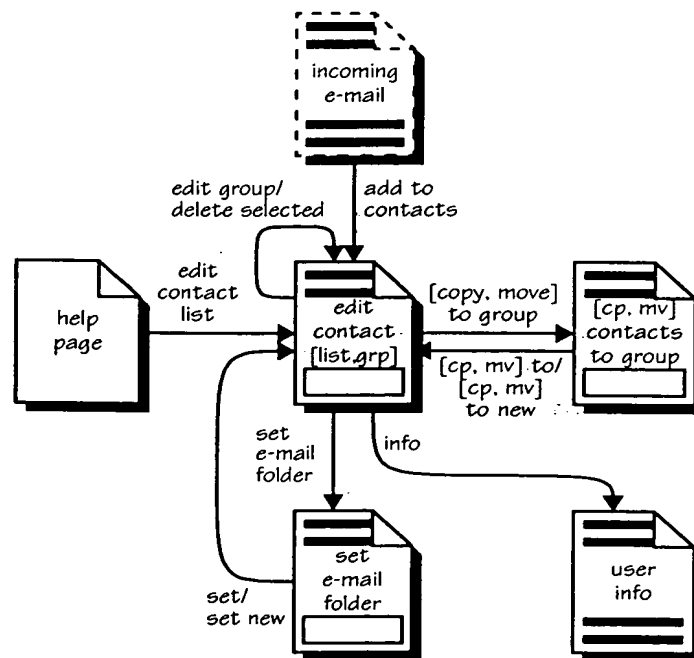 incoming
e-mail
edit group/
delete selected
add to
contacts
edit
contact
list
help
page
edit
contact
[list,grp]
[copy, move]
to group
[cp, mv]
contacts
to group
[cp, mv] to/
[cp, mv]
to new
set
e-mail
folder
info
set/
set new
set
e-mail
folder
user
info